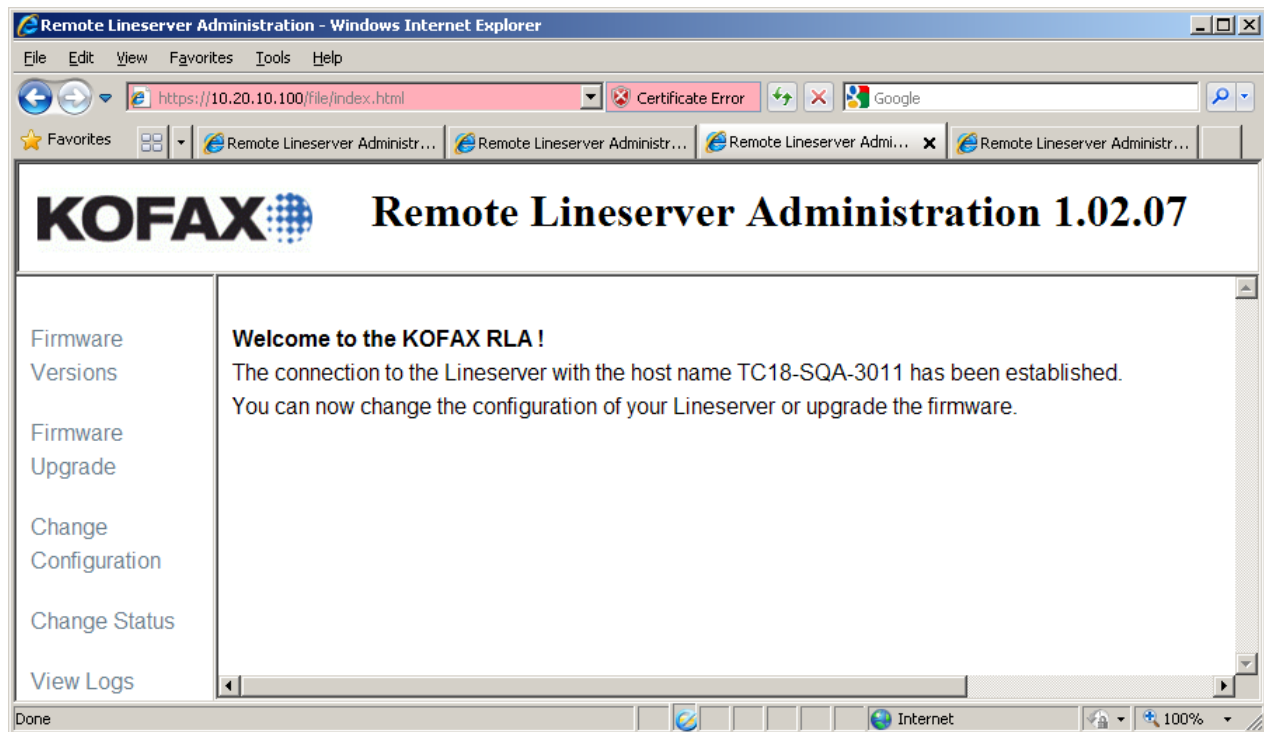 Remote Lineserver Administration - Windows Internet Explorer
File Edit View Favorites Tools Help
https://10.20.10.100/file/index.html Certificate Error Google
Favorites Remote Lineserver Administr... Remote Lineserver Administr... Remote Lineserver Admi... Remote Lineserver Administr...
KOFAX Remote Lineserver Administration 1.02.07
Firmware
Versions
Firmware
Upgrade
Change
Configuration
Change Status
View Logs
Welcome to the KOFAX RLA !
The connection to the Lineserver with the host name TC18-SQA-3011 has been established.
You can now change the configuration of your Lineserver or upgrade the firmware.
Done Internet 100%